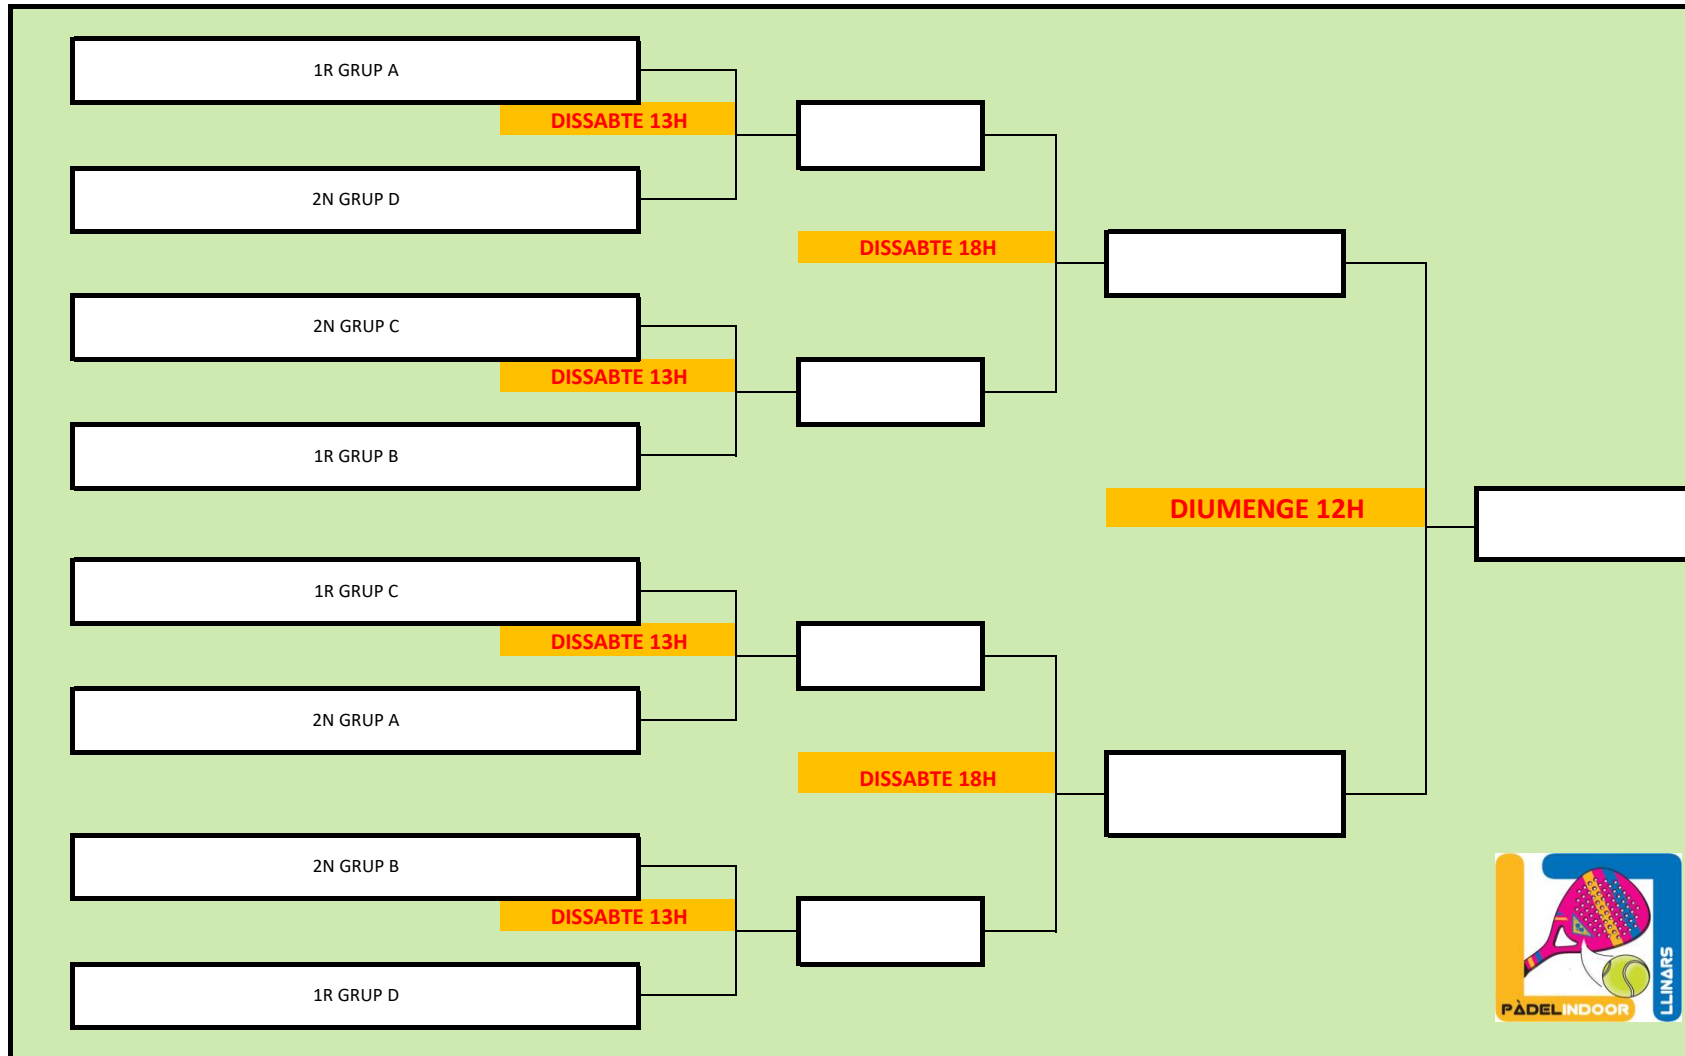 1R GRUP A
DISSABTE 13H
2N GRUP D
DISSABTE 18H
2N GRUP C
DISSABTE 13H
1R GRUP B
DIUMENGE 12H
1R GRUP C
DISSABTE 13H
2N GRUP A
DISSABTE 18H
2N GRUP B
DISSABTE 13H
1R GRUP D
PÀDELINDOOR
LLINARS